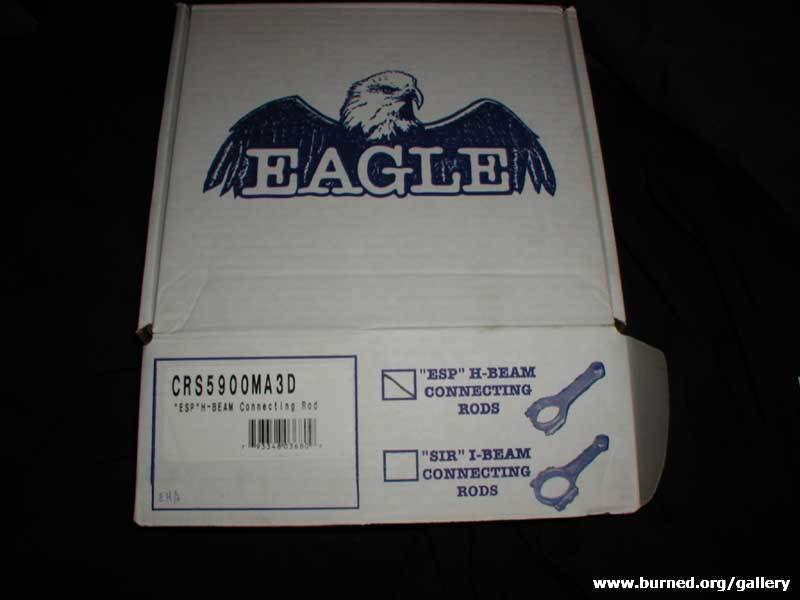 EAGLE
CRS5900MA3D
"ESP"H-BEAM Connecting Rod
"ESP" H-BEAM
CONNECTING
RODS
"SIR" I-BEAM
CONNECTING
RODS
www.burned.org/gallery